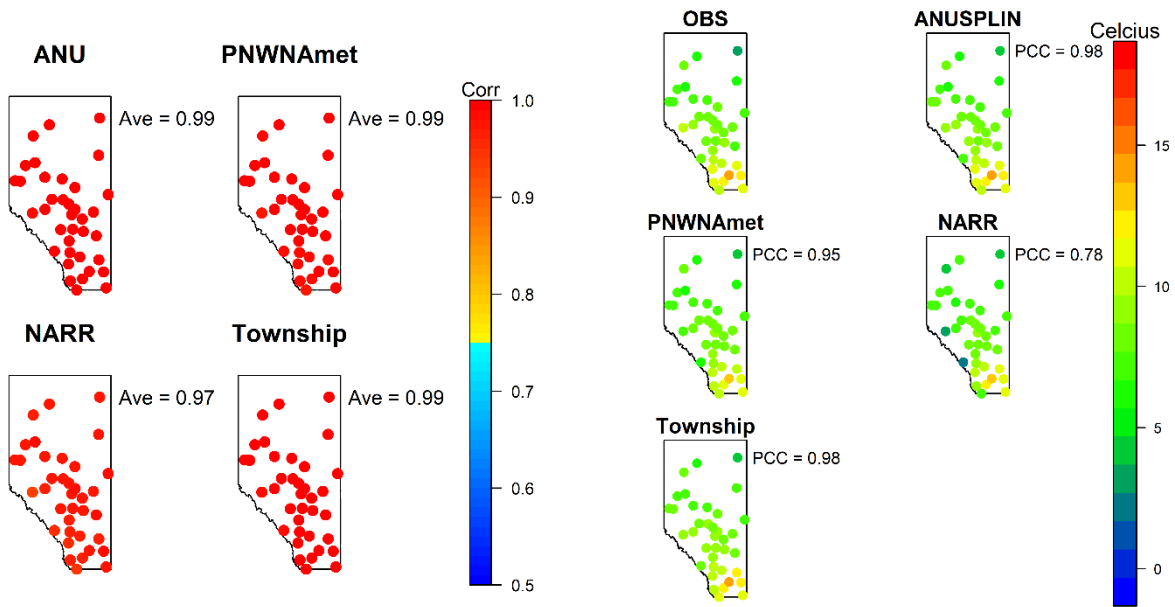 ANU
PNWNAmet
Ave = 0.99
Ave = 0.99
NARR
Township
Ave = 0.97
Ave = 0.99
Corr
1.0
0.9
0.8
0.7
0.6
0.5
OBS
ANUSPLIN
PCC = 0.98
PNWNAmet
NARR
PCC = 0.95
PCC = 0.78
Township
PCC = 0.98
Celcius
15
10
5
0